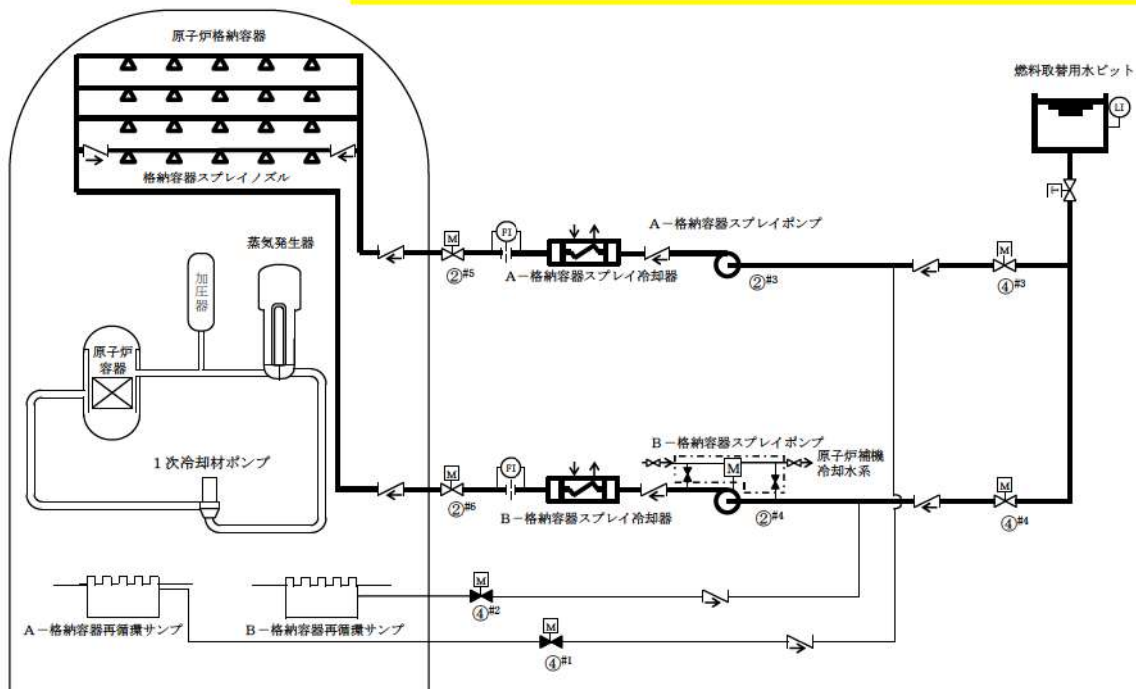 原子炉格納容器
燃料取替用水ピット
LI
格納容器スプレイノズル
T
A-格納容器スプレイポンプ
蒸気発生器
M
FI
M
②#5
A-格納容器スプレイ冷却器
②#3
④#3
加圧器
原子炉
容器
B-格納容器スプレイポンプ
原子炉補機
冷却水系
1次冷却材ポンプ
M
FI
M
M
②#6
B-格納容器スプレイ冷却器
②#4
④#4
M
④#2
A-格納容器再循環サンプ
B-格納容器再循環サンプ
M
④#1